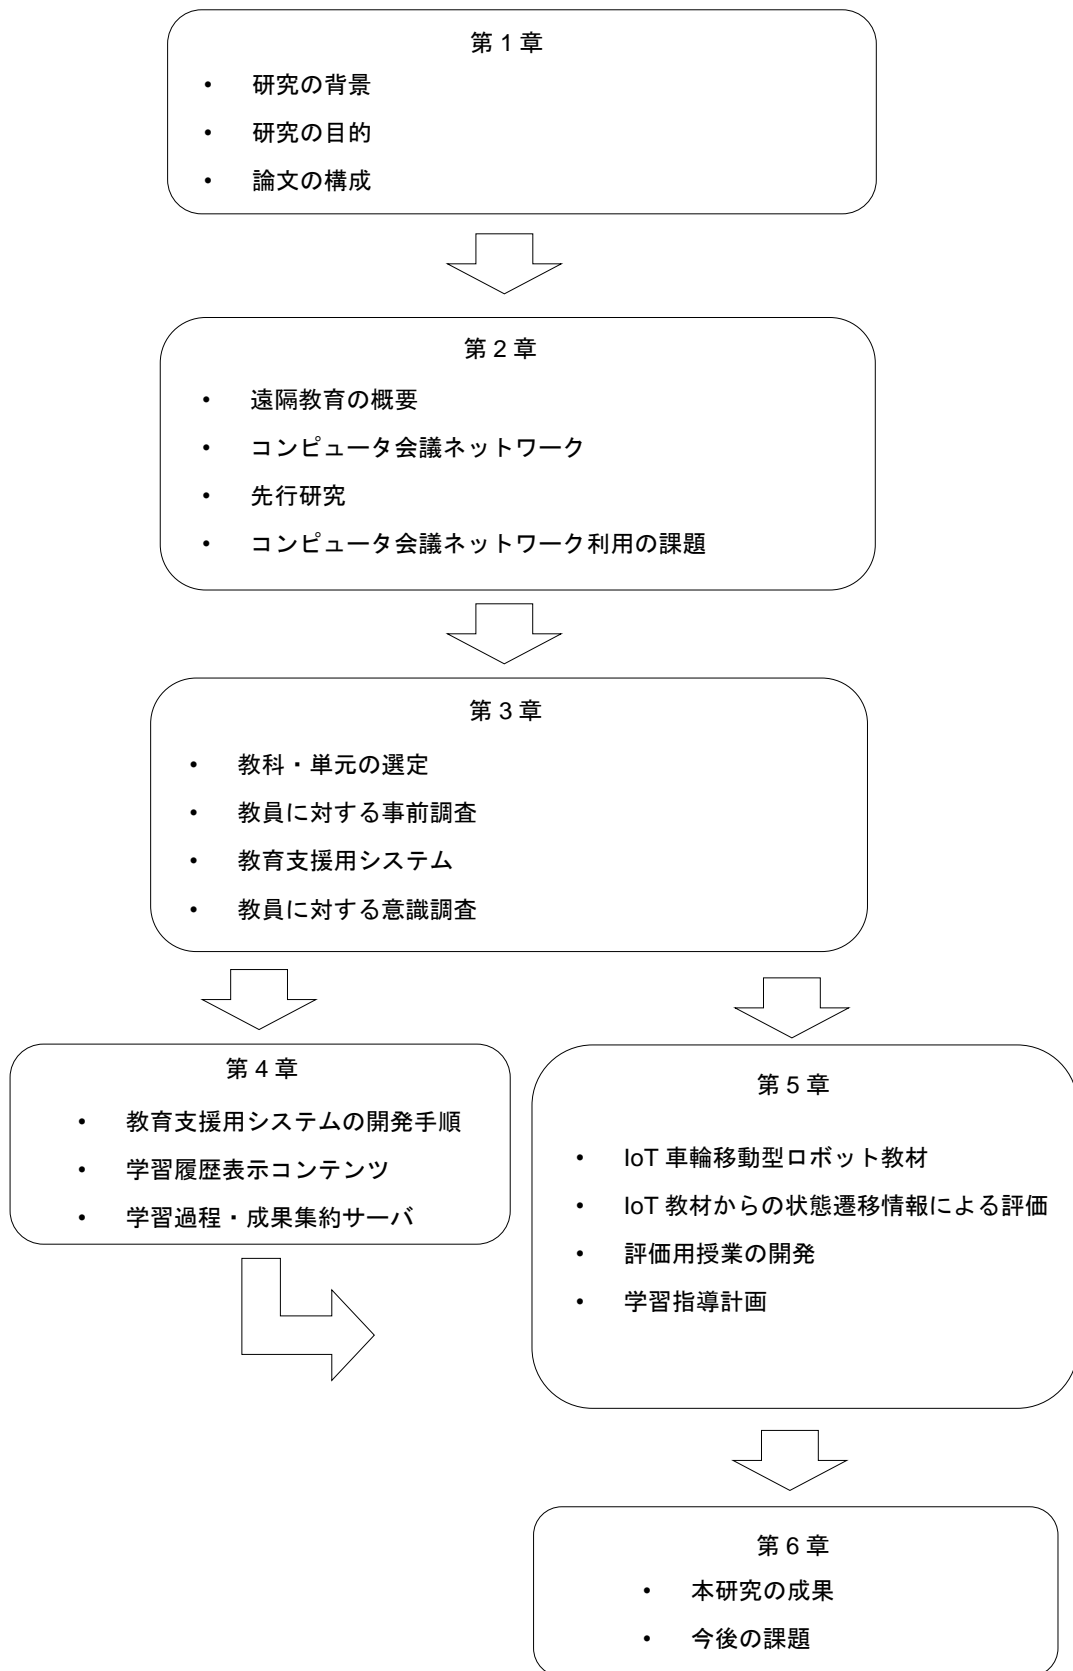 第1章
• 研究の背景
• 研究の目的
• 論文の構成
第2章
• 遠隔教育の概要
• コンピュータ会議ネットワーク
• 先行研究
• コンピュータ会議ネットワーク利用の課題
第3章
• 教科・単元の選定
• 教員に対する事前調査
• 教育支援用システム
• 教員に対する意識調査
第4章
• 教育支援用システムの開発手順
• 学習履歴表示コンテンツ
• 学習過程・成果集約サーバ
第5章
• IoT 車輪移動型ロボット教材
• IoT 教材からの状態遷移情報による評価
• 評価用授業の開発
• 学習指導計画
第6章
• 本研究の成果
• 今後の課題